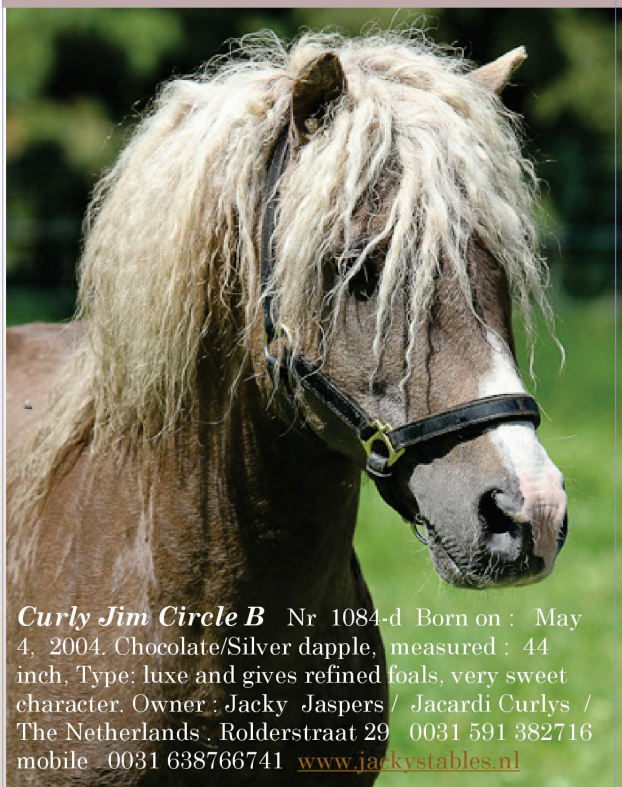 Curly Jim Circle B Nr 1084-d Born on : May
4, 2004. Chocolate/Silver dapple, measured : 44
inch, Type: luxe and gives refined foals, very sweet
character. Owner : Jacky Jaspers / Jacardi Curlys /
The Netherlands . Rolderstraat 29 0031 591 382716
mobile 0031 638766741 www.jackystables.nl